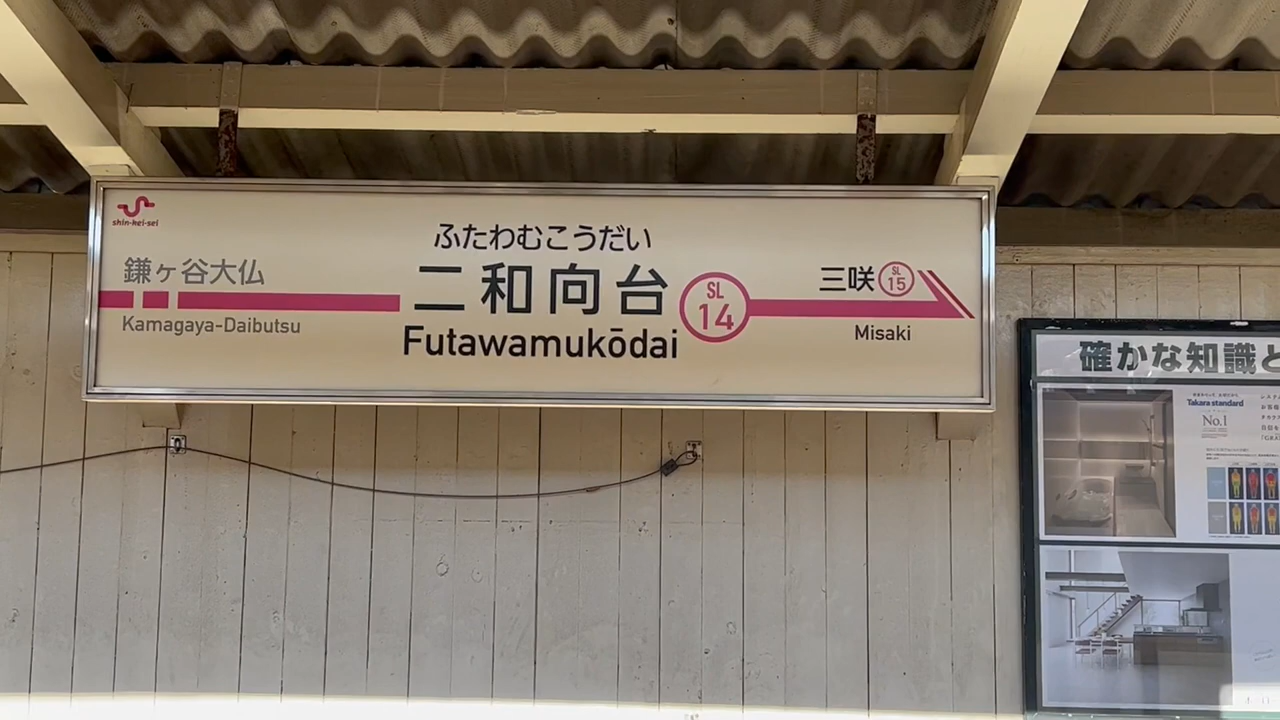 shin-kei-sei
ふたわむこうだい
鎌ヶ谷大仏
二和向台
SL
14
三咲
SL
15
Kamagaya-Daibutsu
Futawamukōdai
Misaki
確かな知識と
Takara standard
No.1